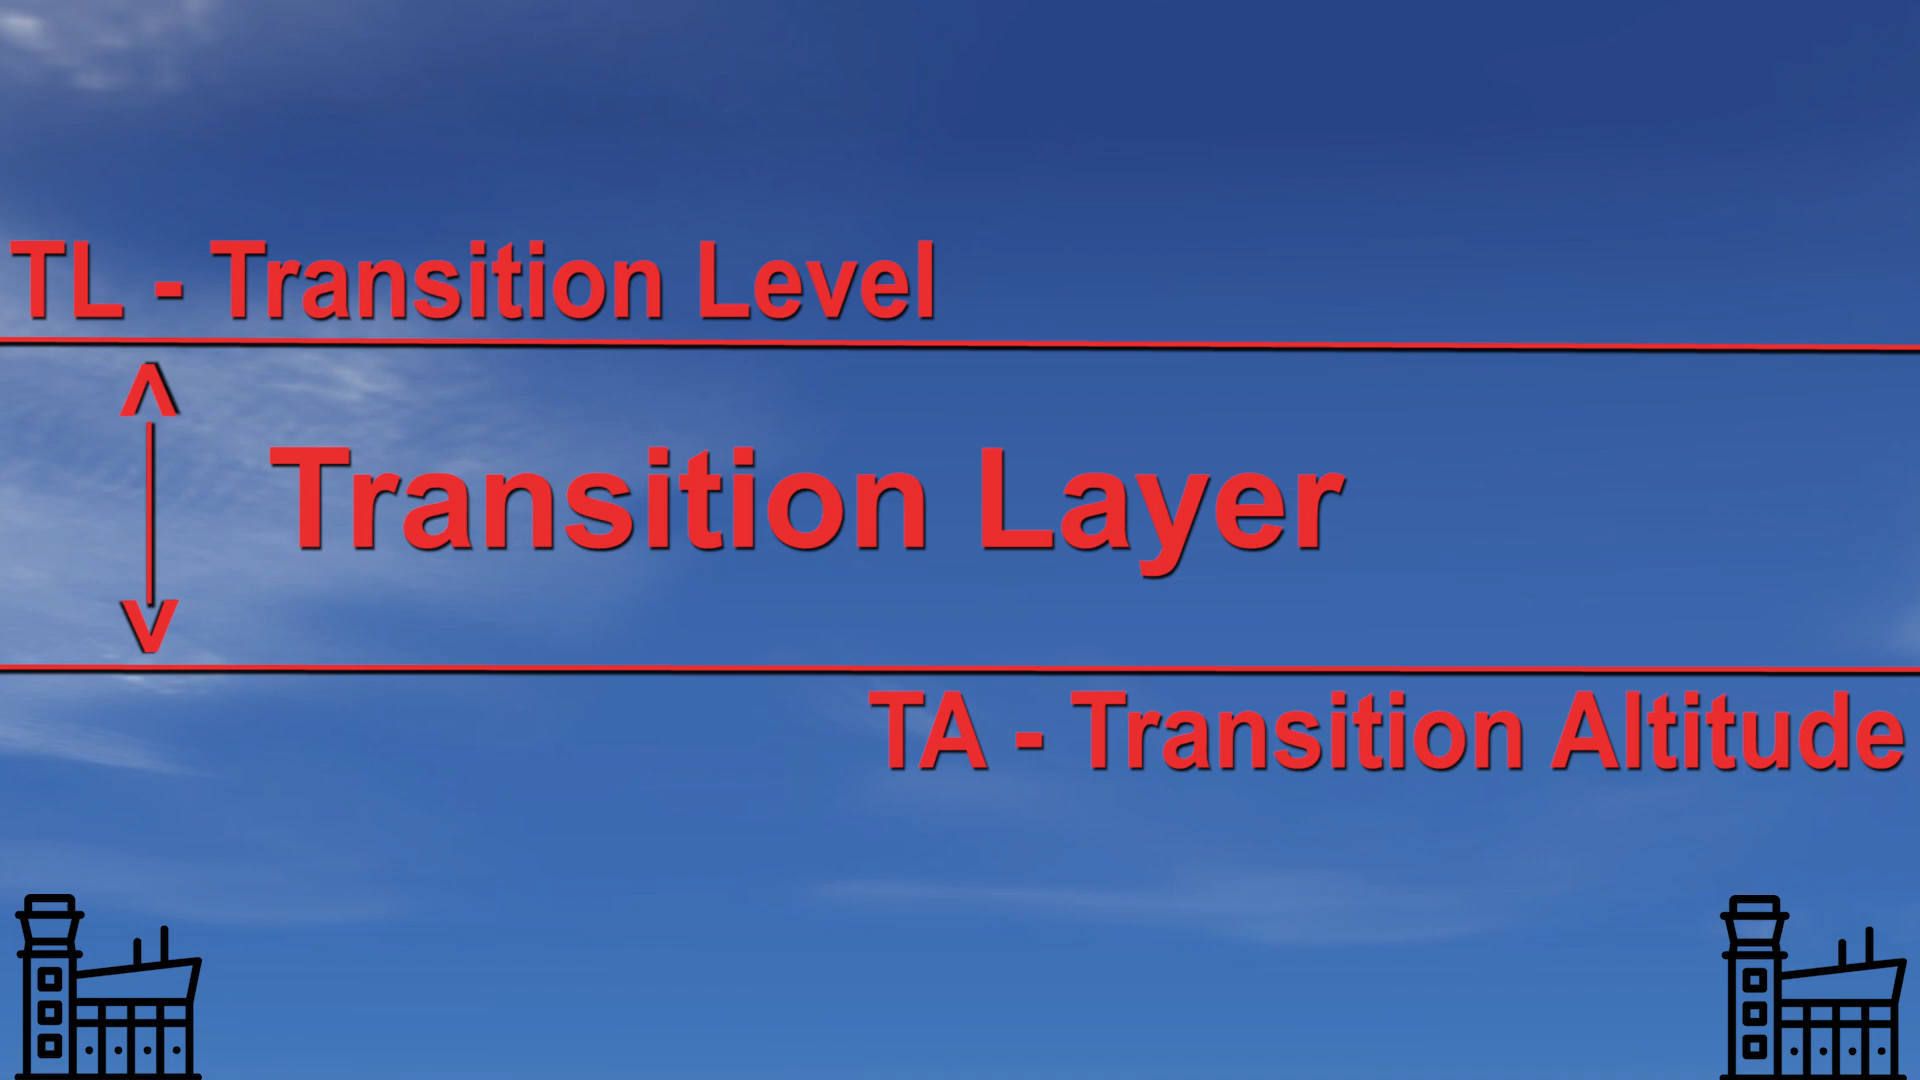 TL - Transition Level
Transition Layer
TA - Transition Altitude